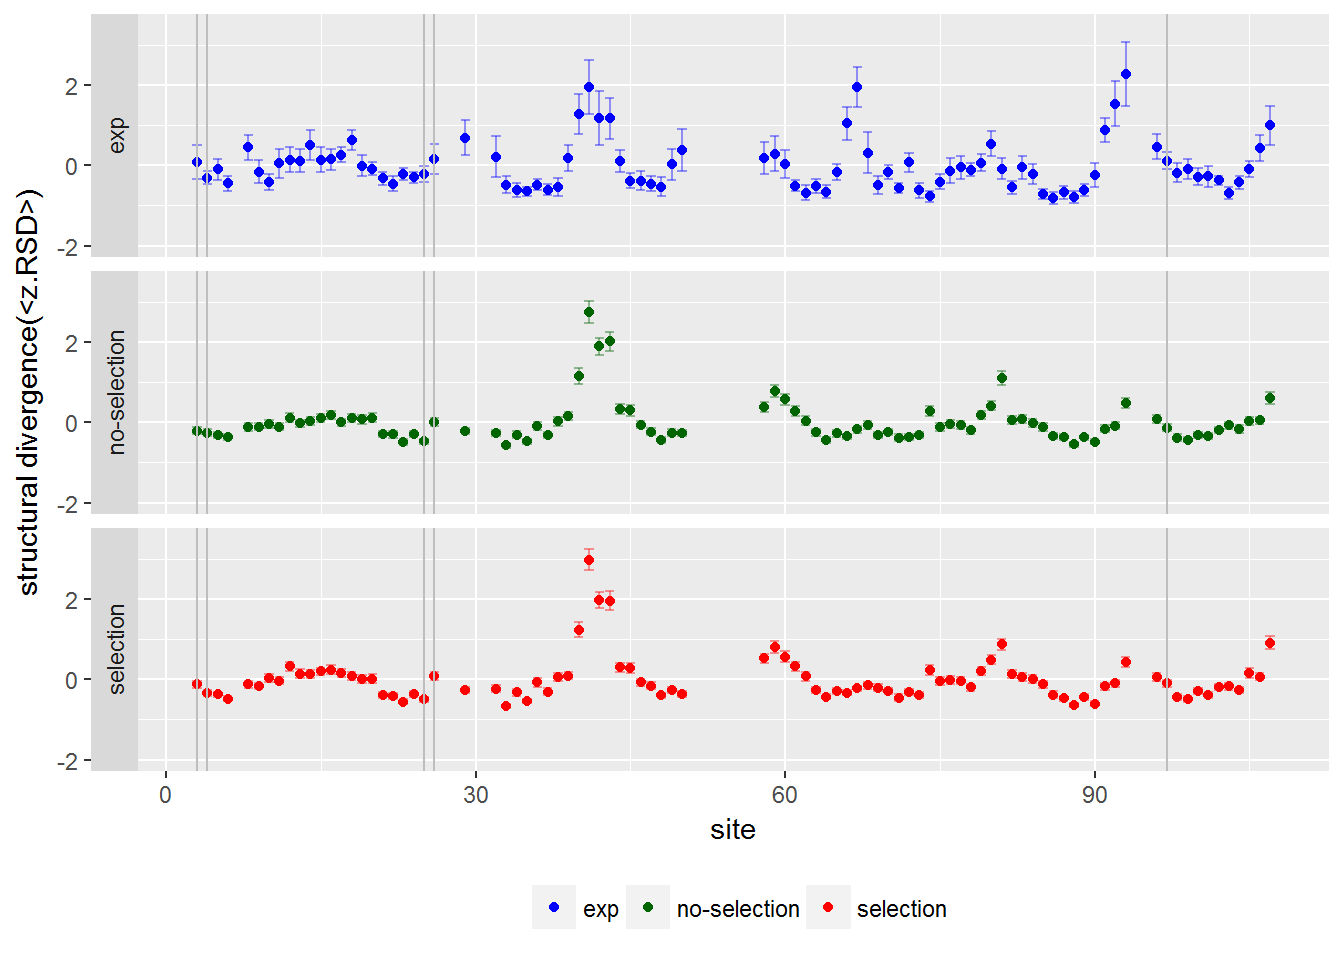 structural divergence(<z.RSD>)
exp
2
0
-2
no-selection
2
0
-2
selection
2
0
-2
0 30 60 90
site
exp no-selection selection